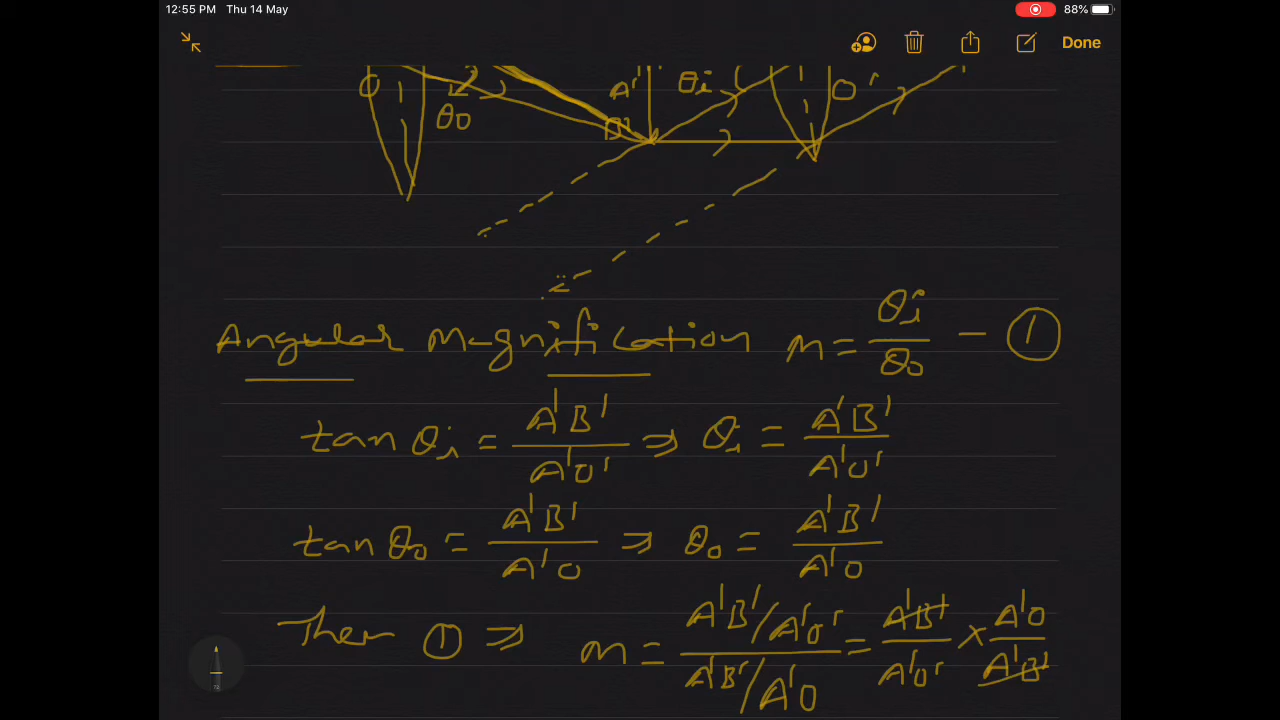 12:55 PM Thu 14 May 88%
Done
A' θi O'
θo B'
Angular Magnification m = θi/θo — ①
tan θi = A'B'/A'O' ⇒ θi = A'B'/A'O'
tan θo = A'B'/A'O ⇒ θo = A'B'/A'O
Then ① ⇒ m = (A'B'/A'O')/(A'B'/A'O) = A'B'/A'O' × A'O/A'B'